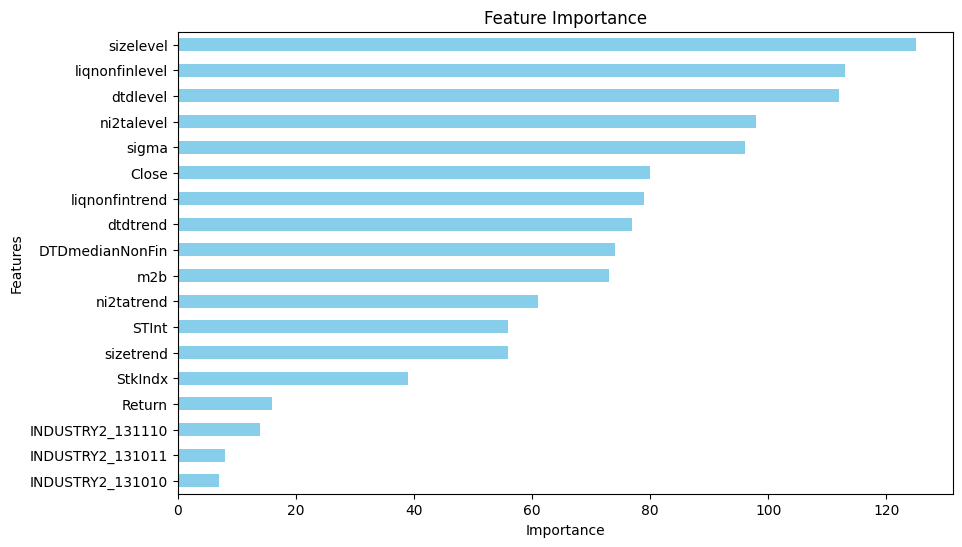 Feature Importance
Features
sizelevel
liqnonfinlevel
dtdlevel
ni2talevel
sigma
Close
liqnonfintrend
dtdtrend
DTDmedianNonFin
m2b
ni2tatrend
STInt
sizetrend
StkIndx
Return
INDUSTRY2_131110
INDUSTRY2_131011
INDUSTRY2_131010
0 20 40 60 80 100 120
Importance